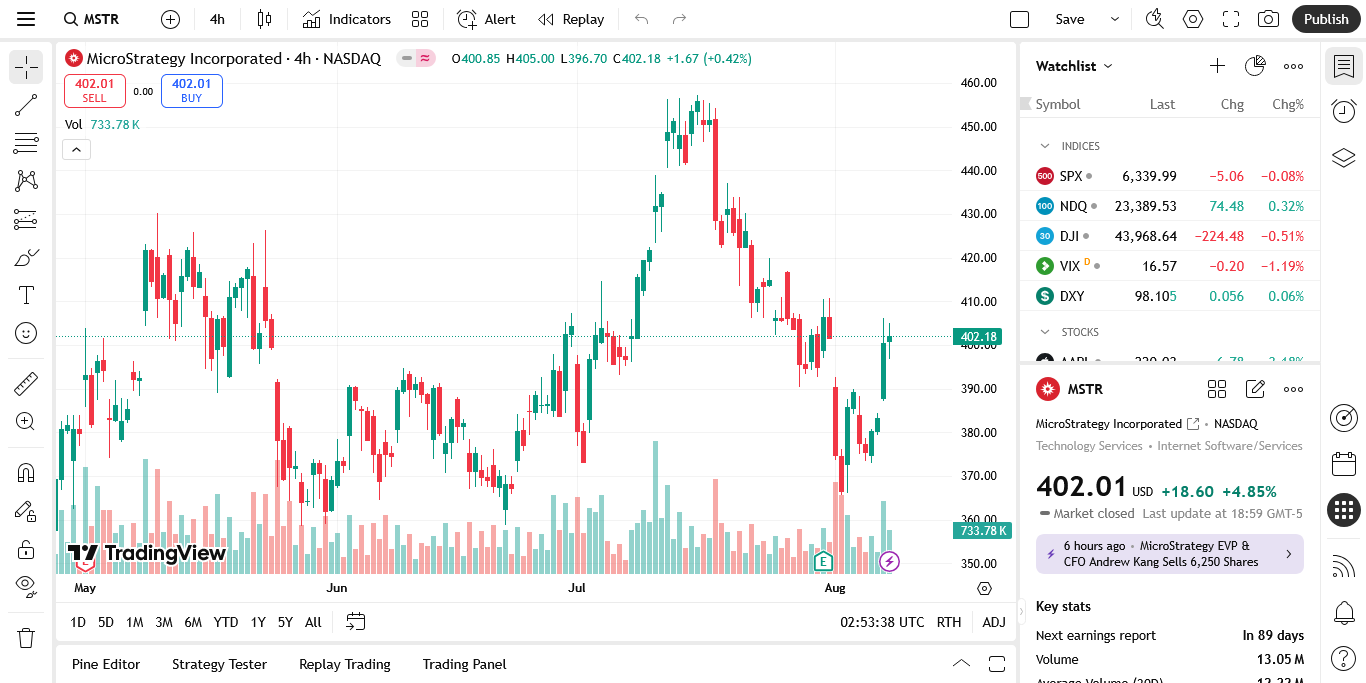 MSTR
4h
Indicators
Alert
Replay
Save
Publish
MicroStrategy Incorporated · 4h · NASDAQ
O400.85 H405.00 L396.70 C402.18 +1.67 (+0.42%)
402.01
SELL
0.00
402.01
BUY
Vol 733.78 K
460.00
450.00
440.00
430.00
420.00
410.00
402.18
400.00
390.00
380.00
370.00
360.00
733.78 K
350.00
TradingView
E
May
Jun
Jul
Aug
1D 5D 1M 3M 6M YTD 1Y 5Y All
02:53:38 UTC RTH ADJ
Pine Editor
Strategy Tester
Replay Trading
Trading Panel
Watchlist
Symbol Last Chg Chg%
INDICES
500 SPX 6,339.99 −5.06 −0.08%
100 NDQ 23,389.53 74.48 0.32%
30 DJI 43,968.64 −224.48 −0.51%
VIX D 16.57 −0.20 −1.19%
$ DXY 98.105 0.056 0.06%
STOCKS
MSTR
MicroStrategy Incorporated • NASDAQ
Technology Services • Internet Software/Services
402.01 USD +18.60 +4.85%
Market closed Last update at 18:59 GMT-5
6 hours ago • MicroStrategy EVP &
CFO Andrew Kang Sells 6,250 Shares
Key stats
Next earnings report In 89 days
Volume 13.05 M